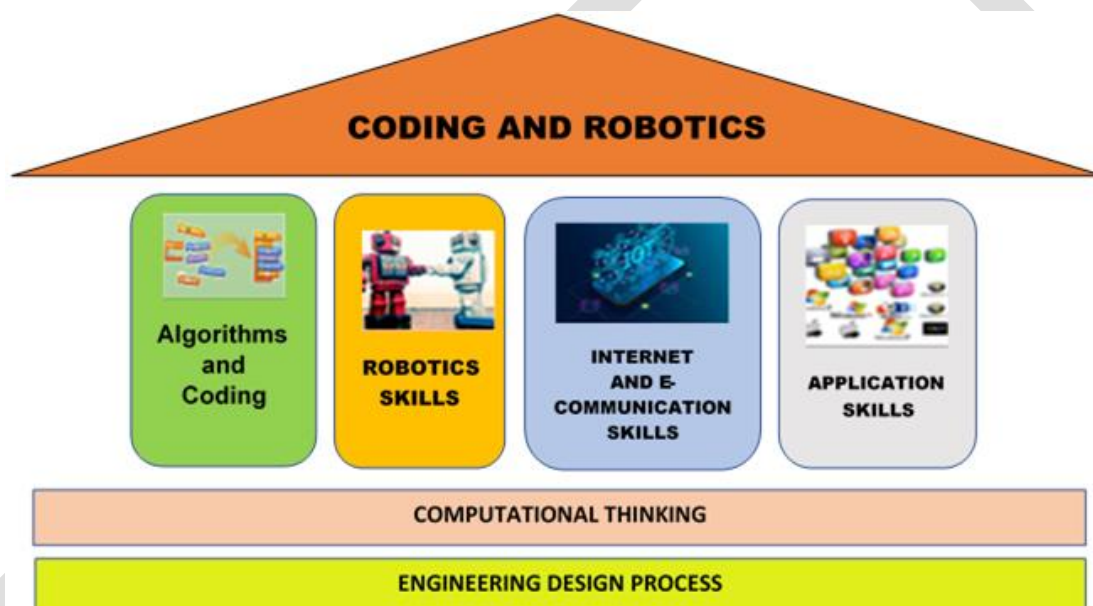 CODING AND ROBOTICS
Algorithms
and
Coding
ROBOTICS
SKILLS
INTERNET
AND E-
COMMUNICATION
SKILLS
APPLICATION
SKILLS
COMPUTATIONAL THINKING
ENGINEERING DESIGN PROCESS